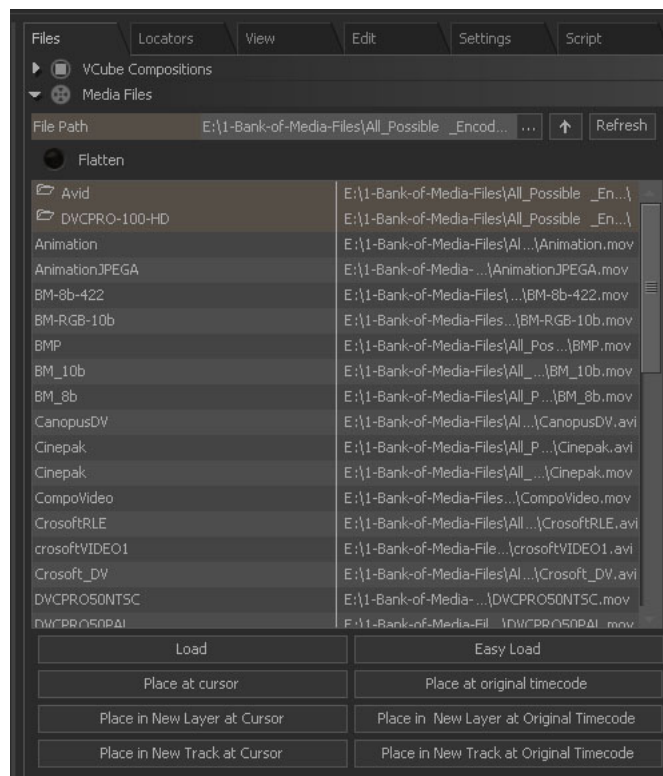 Files Locators View Edit Settings Script
VCube Compositions
Media Files
File Path E:\1-Bank-of-Media-Files\All_Possible _Encod... ... Refresh
Flatten
Avid E:\1-Bank-of-Media-Files\All_Possible _En...\
DVCPRO-100-HD E:\1-Bank-of-Media-Files\All_Possible _En...\
Animation E:\1-Bank-of-Media-Files\Al...\Animation.mov
AnimationJPEGA E:\1-Bank-of-Media-...\AnimationJPEGA.mov
BM-8b-422 E:\1-Bank-of-Media-Files\...\BM-8b-422.mov
BM-RGB-10b E:\1-Bank-of-Media-Files...\BM-RGB-10b.mov
BMP E:\1-Bank-of-Media-Files\All_Pos...\BMP.mov
BM_10b E:\1-Bank-of-Media-Files\All_...\BM_10b.mov
BM_8b E:\1-Bank-of-Media-Files\All_P...\BM_8b.mov
CanopusDV E:\1-Bank-of-Media-Files\Al...\CanopusDV.avi
Cinepak E:\1-Bank-of-Media-Files\All_P...\Cinepak.avi
Cinepak E:\1-Bank-of-Media-Files\All_...\Cinepak.mov
CompoVideo E:\1-Bank-of-Media-Files...\CompoVideo.mov
CrosoftRLE E:\1-Bank-of-Media-Files\All...\CrosoftRLE.avi
crosoftVIDEO1 E:\1-Bank-of-Media-File...\crosoftVIDEO1.avi
Crosoft_DV E:\1-Bank-of-Media-Files\Al...\Crosoft_DV.avi
DVCPRO50NTSC E:\1-Bank-of-Media-...\DVCPRO50NTSC.mov
DVCPRO50PAL E:\1-Bank-of-Media-Fil...\DVCPRO50PAL.mov
Load Easy Load
Place at cursor Place at original timecode
Place in New Layer at Cursor Place in New Layer at Original Timecode
Place in New Track at Cursor Place in New Track at Original Timecode